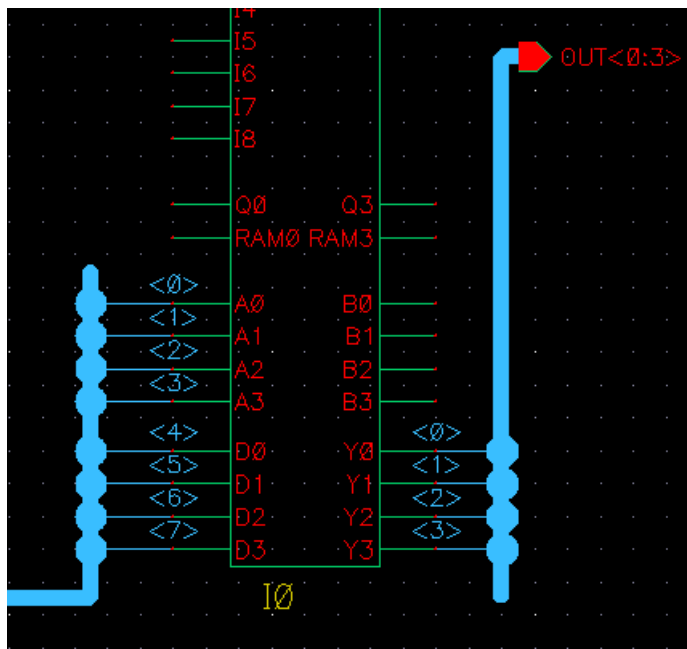 I4
I5 OUT<0:3>
I6
I7
I8
Q0 Q3
RAM0 RAM3
<0>
A0 B0
<1>
A1 B1
<2>
A2 B2
<3>
A3 B3
<4> <0>
D0 Y0
<5> <1>
D1 Y1
<6> <2>
D2 Y2
<7> <3>
D3 Y3
I0